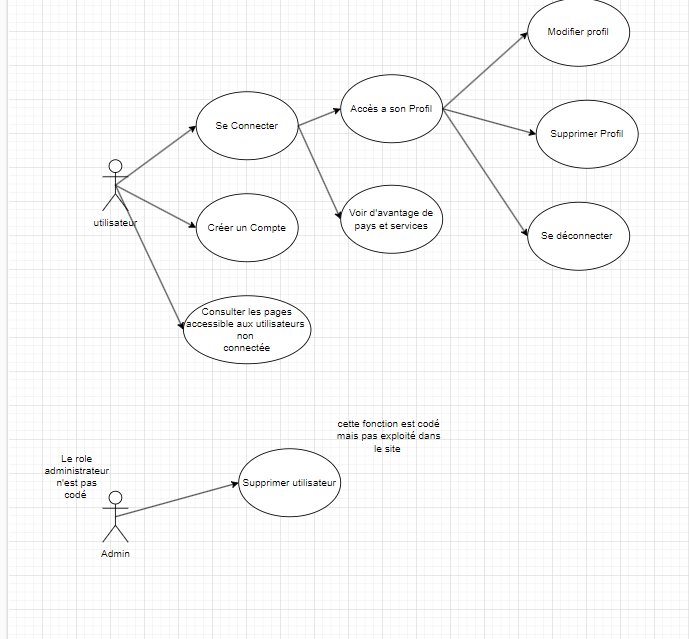 Modifier profil
Se Connecter
Accès a son Profil
Supprimer Profil
utilisateur
Créer un Compte
Voir d'avantage de
pays et services
Se déconnecter
Consulter les pages
accessible aux utilisateurs
non
connectée
cette fonction est codé
mais pas exploité dans
le site
Le role
administrateur
n'est pas
codé
Supprimer utilisateur
Admin